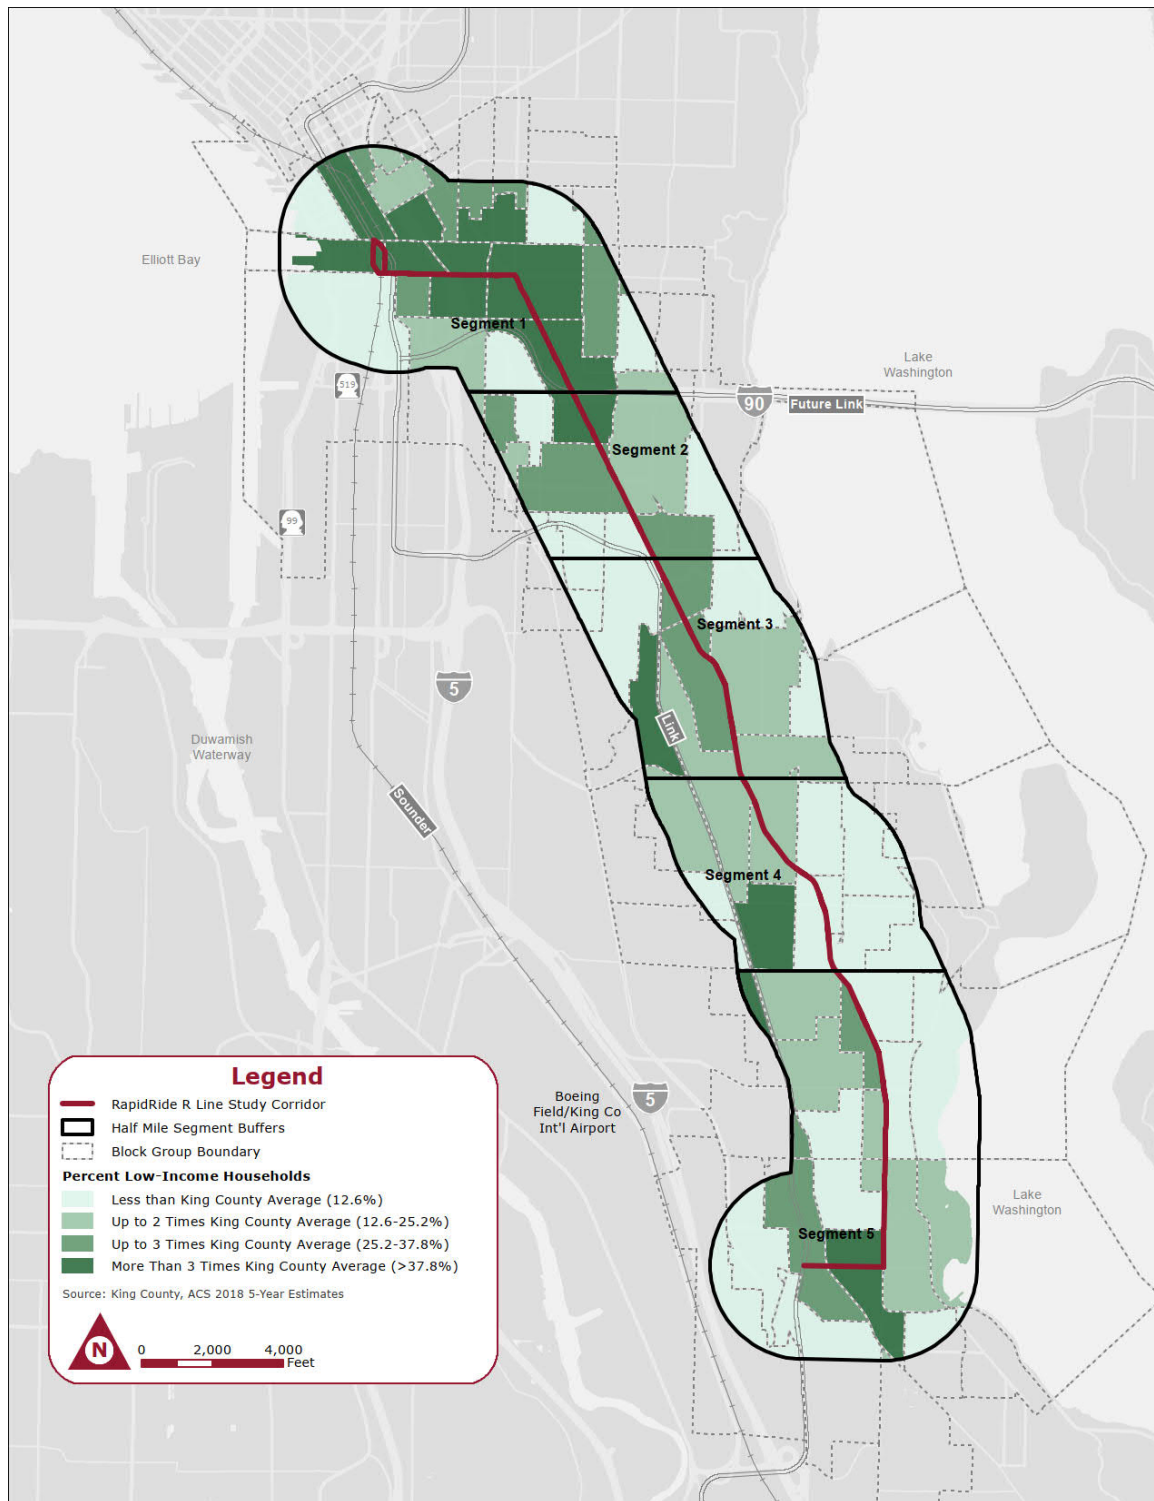 Elliott Bay
Segment 1
Lake
Washington
519
90
Future Link
Segment 2
99
Segment 3
5
Link
Duwamish
Waterway
Sounder
Segment 4
Boeing
Field/King Co
Int'l Airport
5
Lake
Washington
Segment 5
Legend
RapidRide R Line Study Corridor
Half Mile Segment Buffers
Block Group Boundary
Percent Low-Income Households
Less than King County Average (12.6%)
Up to 2 Times King County Average (12.6-25.2%)
Up to 3 Times King County Average (25.2-37.8%)
More Than 3 Times King County Average (>37.8%)
Source: King County, ACS 2018 5-Year Estimates
N
0 2,000 4,000
Feet